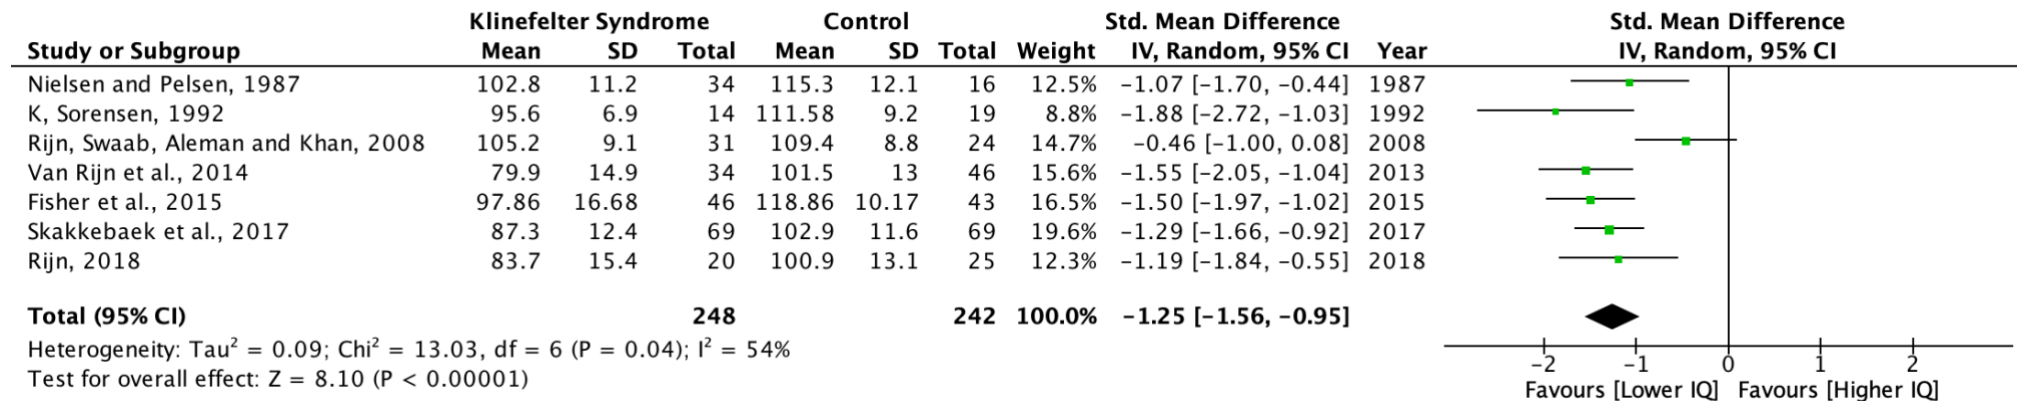 Klinefelter Syndrome Control Std. Mean Difference Std. Mean Difference
Study or Subgroup Mean SD Total Mean SD Total Weight IV, Random, 95% CI Year IV, Random, 95% CI
Nielsen and Pelsen, 1987 102.8 11.2 34 115.3 12.1 16 12.5% −1.07 [−1.70, −0.44] 1987
K, Sorensen, 1992 95.6 6.9 14 111.58 9.2 19 8.8% −1.88 [−2.72, −1.03] 1992
Rijn, Swaab, Aleman and Khan, 2008 105.2 9.1 31 109.4 8.8 24 14.7% −0.46 [−1.00, 0.08] 2008
Van Rijn et al., 2014 79.9 14.9 34 101.5 13 46 15.6% −1.55 [−2.05, −1.04] 2013
Fisher et al., 2015 97.86 16.68 46 118.86 10.17 43 16.5% −1.50 [−1.97, −1.02] 2015
Skakkebaek et al., 2017 87.3 12.4 69 102.9 11.6 69 19.6% −1.29 [−1.66, −0.92] 2017
Rijn, 2018 83.7 15.4 20 100.9 13.1 25 12.3% −1.19 [−1.84, −0.55] 2018
Total (95% CI) 248 242 100.0% −1.25 [−1.56, −0.95]
Heterogeneity: Tau² = 0.09; Chi² = 13.03, df = 6 (P = 0.04); I² = 54%
Test for overall effect: Z = 8.10 (P < 0.00001)
−2 −1 0 1 2
Favours [Lower IQ] Favours [Higher IQ]